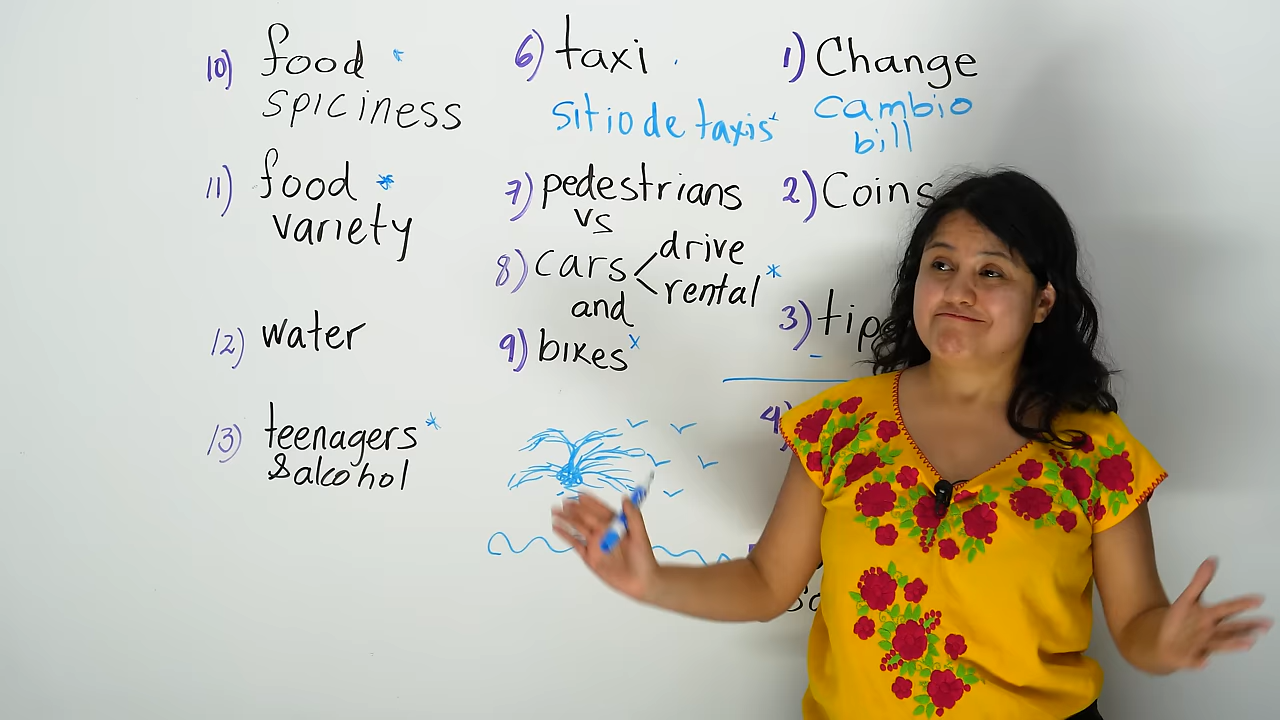 10) food
spiciness
11) food *
variety
12) water
13) teenagers *
& alcohol
6) taxi
sitio de taxis
7) pedestrians
vs
8) cars drive
rental *
and
9) bikes x
1) Change
cambio
bill
2) Coins
3) tip
4)